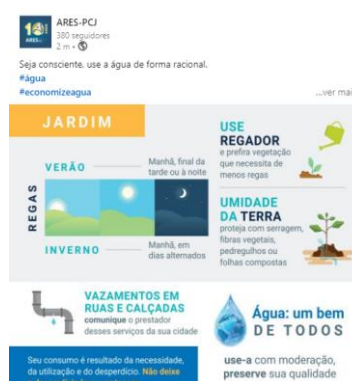 ARES-PCJ
380 seguidores
2 m •
Seja consciente, use a água de forma racional.
#água
#economizeagua
...ver mai
JARDIM
REGAS
VERÃO
Manhã, final da
tarde ou à noite
INVERNO
Manhã, em
dias alternados
USE
REGADOR
e prefira vegetação
que necessita de
menos regas
UMIDADE
DA TERRA
proteja com serragem,
fibras vegetais,
pedregulhos ou
folhas compostas
VAZAMENTOS EM
RUAS E CALÇADAS
comunique o prestador
desses serviços da sua cidade
Água: um bem
DE TODOS
use-a com moderação,
preserve sua qualidade
Seu consumo é resultado da necessidade,
da utilização e do desperdício. Não deixe